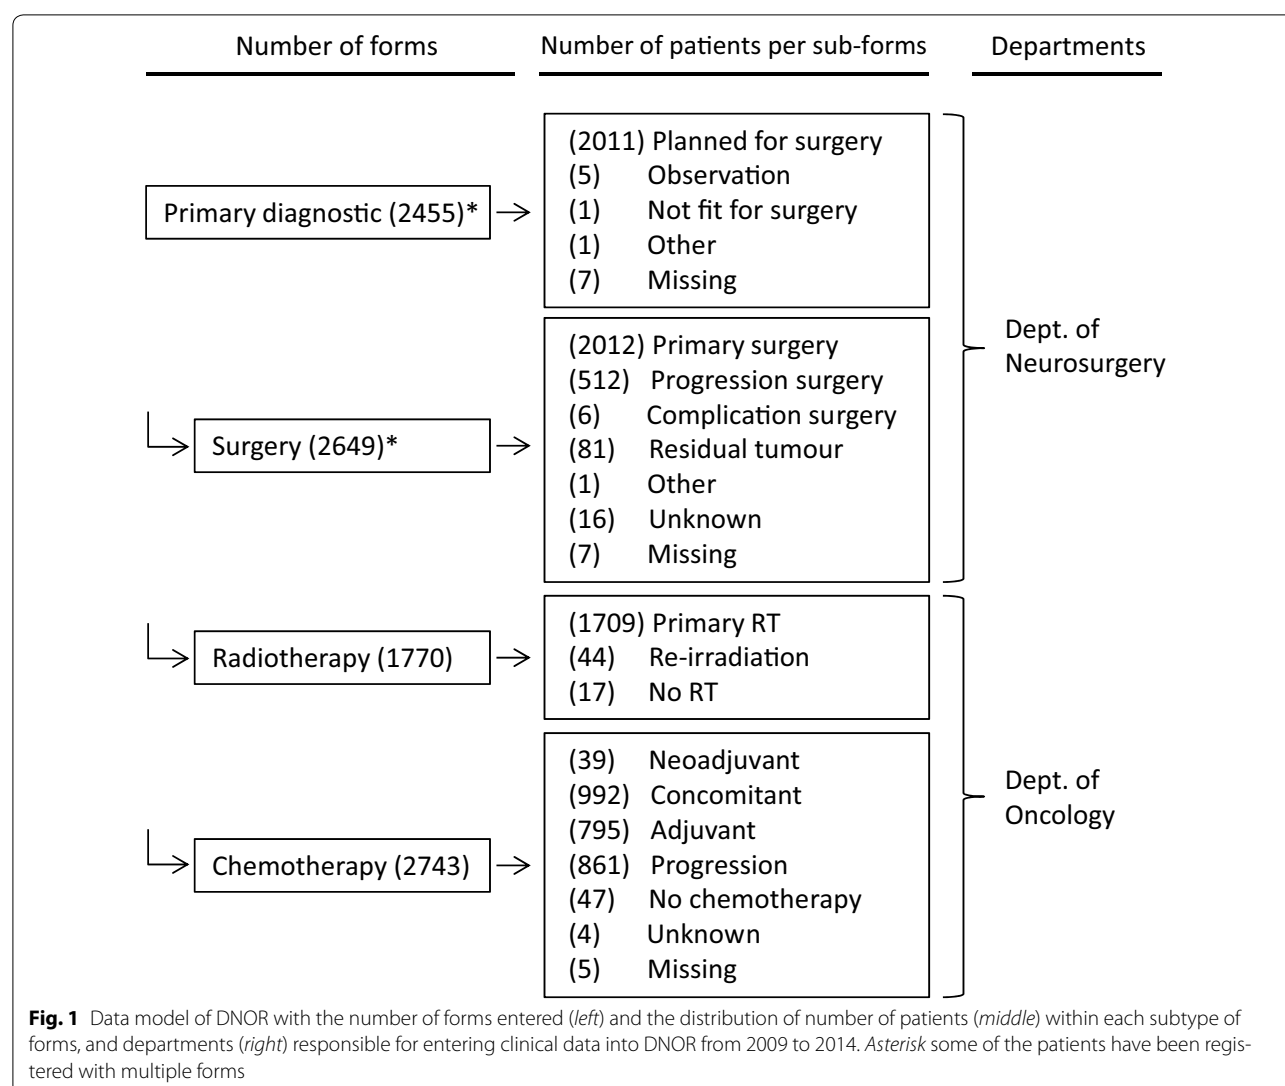 Number of forms
Number of patients per sub-forms
Departments
Primary diagnostic (2455)*
(2011) Planned for surgery
(5) Observation
(1) Not fit for surgery
(1) Other
(7) Missing
Surgery (2649)*
(2012) Primary surgery
(512) Progression surgery
(6) Complication surgery
(81) Residual tumour
(1) Other
(16) Unknown
(7) Missing
Dept. of
Neurosurgery
Radiotherapy (1770)
(1709) Primary RT
(44) Re-irradiation
(17) No RT
Chemotherapy (2743)
(39) Neoadjuvant
(992) Concomitant
(795) Adjuvant
(861) Progression
(47) No chemotherapy
(4) Unknown
(5) Missing
Dept. of
Oncology
Fig. 1 Data model of DNOR with the number of forms entered (left) and the distribution of number of patients (middle) within each subtype of
forms, and departments (right) responsible for entering clinical data into DNOR from 2009 to 2014. Asterisk some of the patients have been regis-
tered with multiple forms